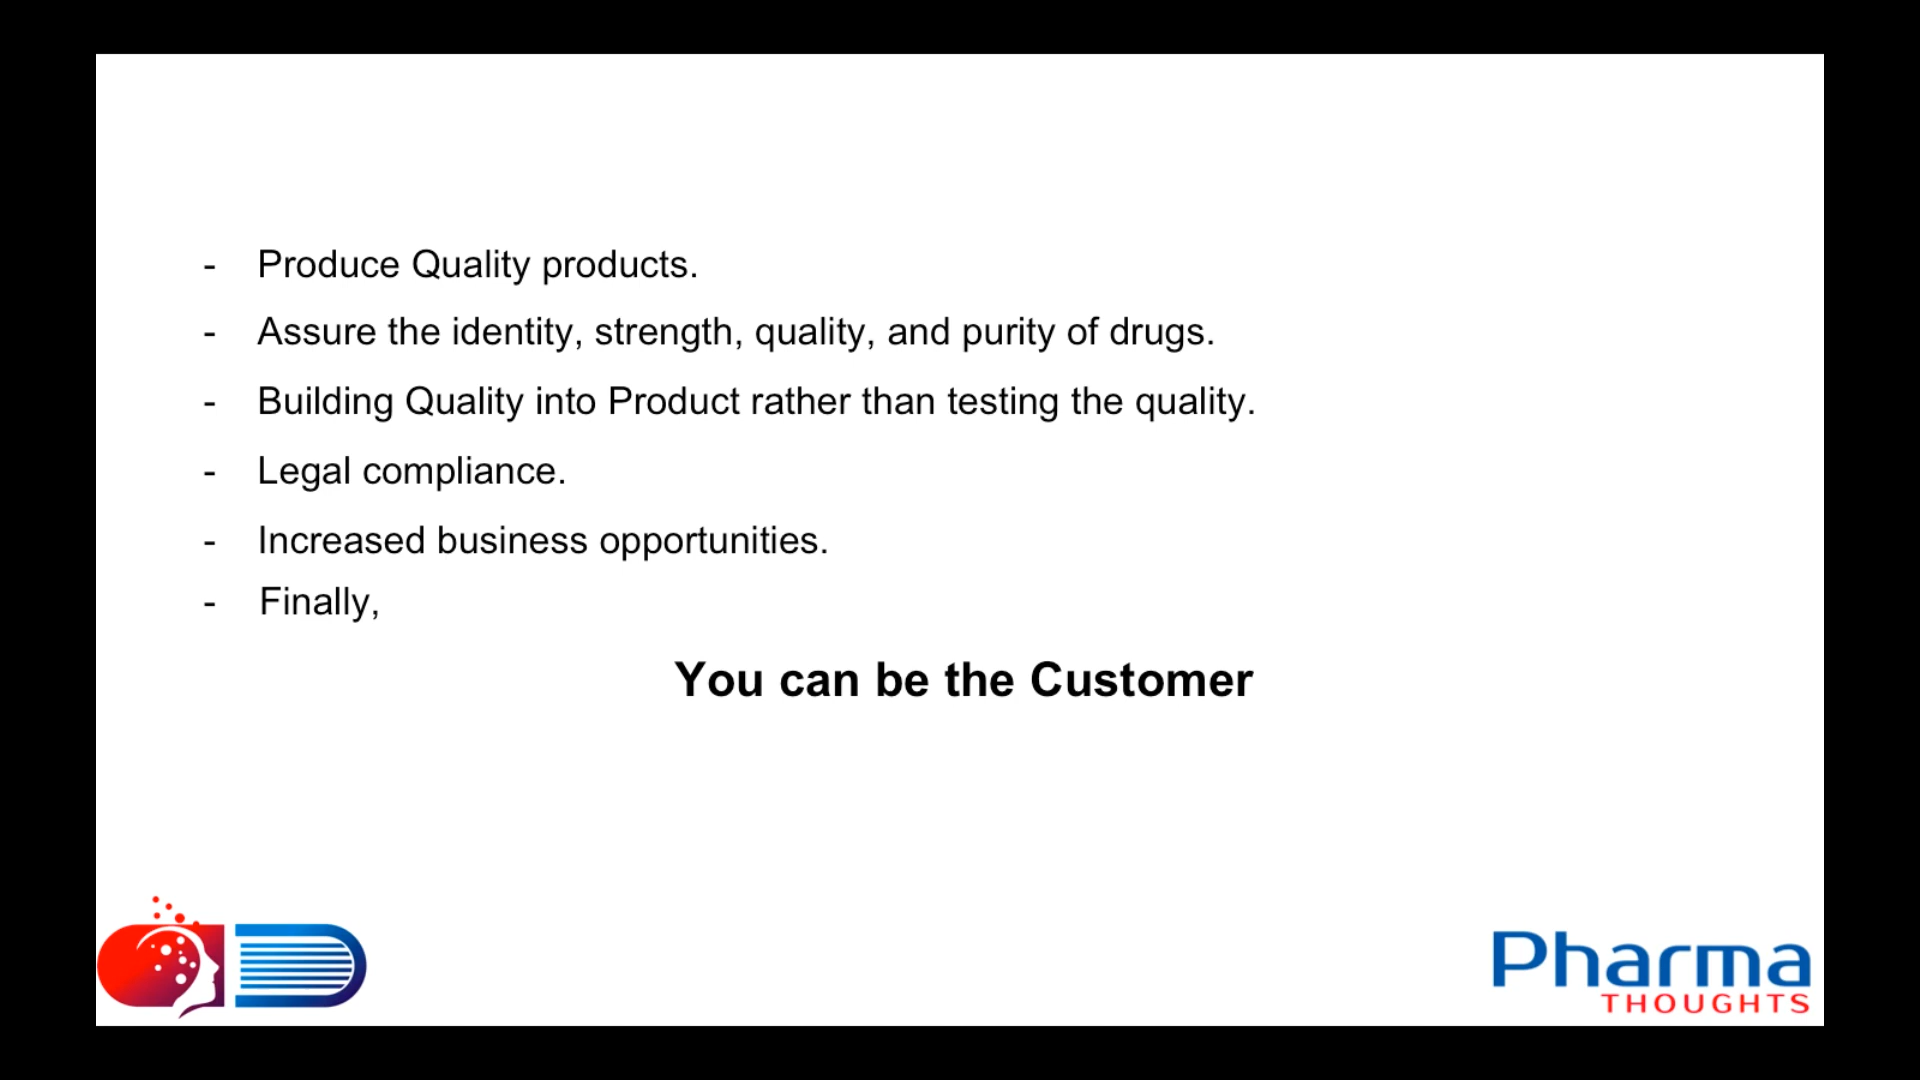 - Produce Quality products.
- Assure the identity, strength, quality, and purity of drugs.
- Building Quality into Product rather than testing the quality.
- Legal compliance.
- Increased business opportunities.
- Finally,
You can be the Customer
Pharma
THOUGHTS